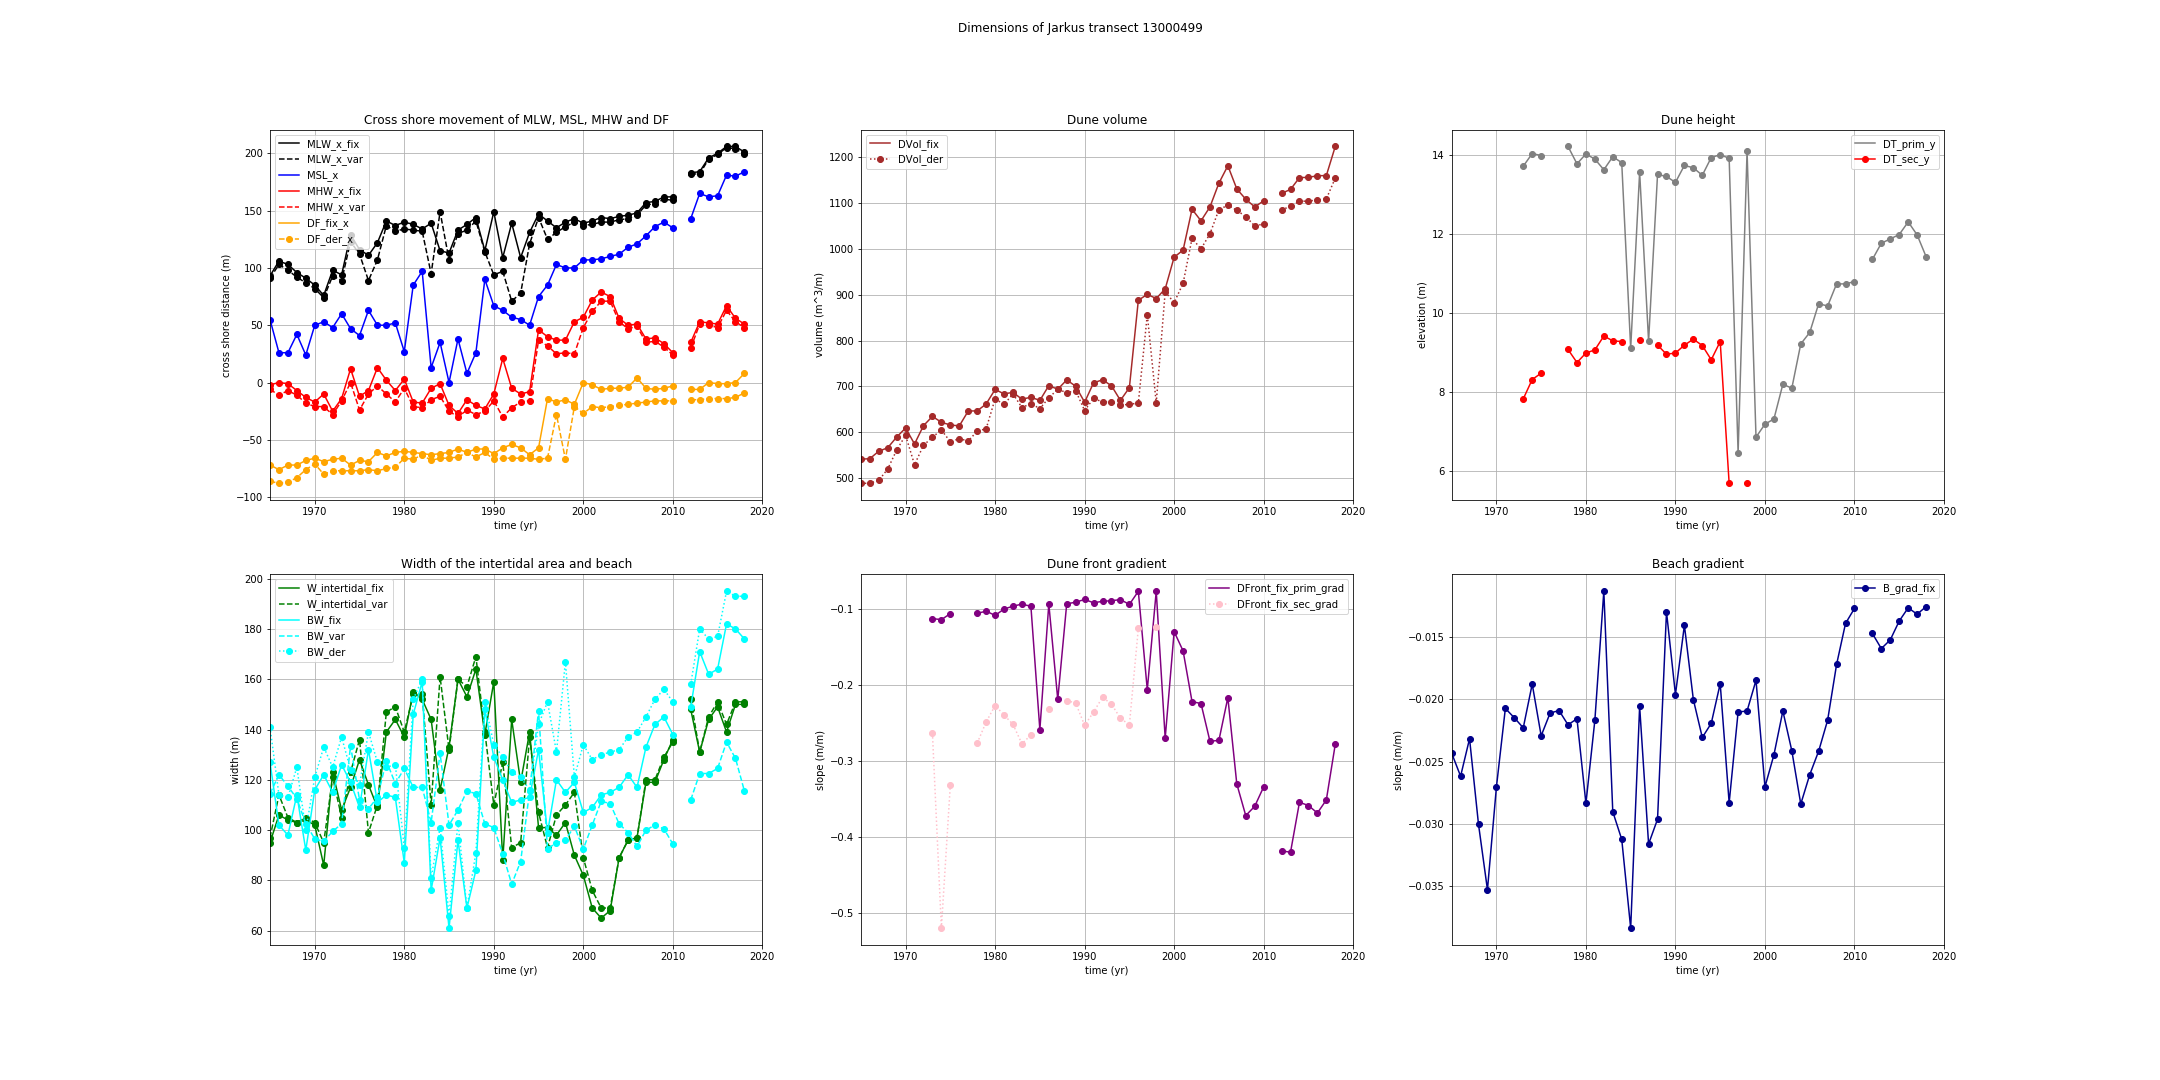 Dimensions of Jarkus transect 13000499
Cross shore movement of MLW, MSL, MHW and DF
MLW_x_fix
MLW_x_var
MSL_x
MHW_x_fix
MHW_x_var
DF_fix_x
DF_der_x
cross shore distance (m)
200
150
100
50
0
−50
−100
1970
1980
1990
2000
2010
2020
time (yr)
Dune volume
DVol_fix
DVol_der
volume (m^3/m)
1200
1100
1000
900
800
700
600
500
1970
1980
1990
2000
2010
2020
time (yr)
Dune height
DT_prim_y
DT_sec_y
elevation (m)
14
12
10
8
6
1970
1980
1990
2000
2010
2020
time (yr)
Width of the intertidal area and beach
W_intertidal_fix
W_intertidal_var
BW_fix
BW_var
BW_der
width (m)
200
180
160
140
120
100
80
60
1970
1980
1990
2000
2010
2020
time (yr)
Dune front gradient
DFront_fix_prim_grad
DFront_fix_sec_grad
slope (m/m)
−0.1
−0.2
−0.3
−0.4
−0.5
1970
1980
1990
2000
2010
2020
time (yr)
Beach gradient
B_grad_fix
slope (m/m)
−0.015
−0.020
−0.025
−0.030
−0.035
1970
1980
1990
2000
2010
2020
time (yr)